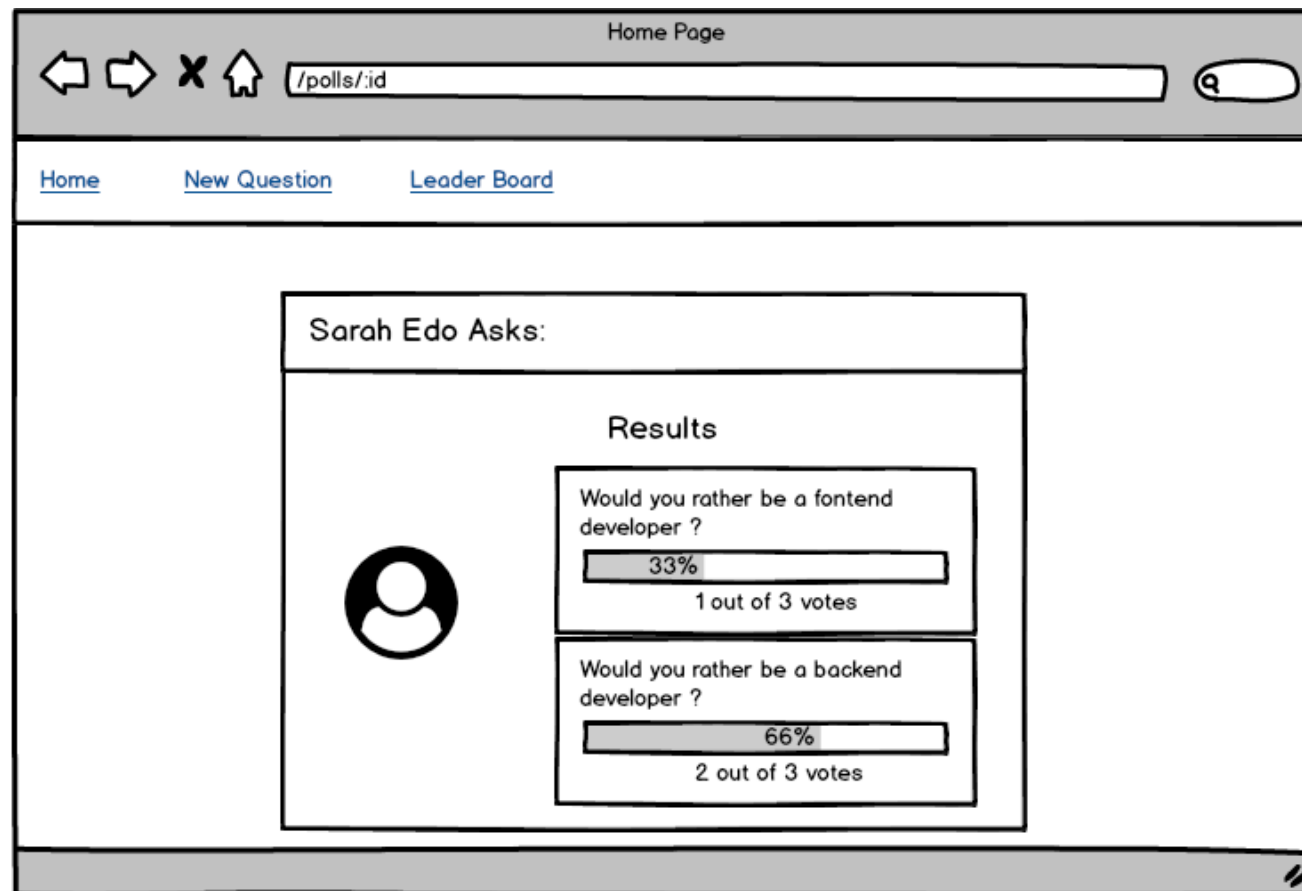 Home Page
/polls/:id
Home New Question Leader Board
Sarah Edo Asks:
Results
Would you rather be a fontend
developer ?
33%
1 out of 3 votes
Would you rather be a backend
developer ?
66%
2 out of 3 votes